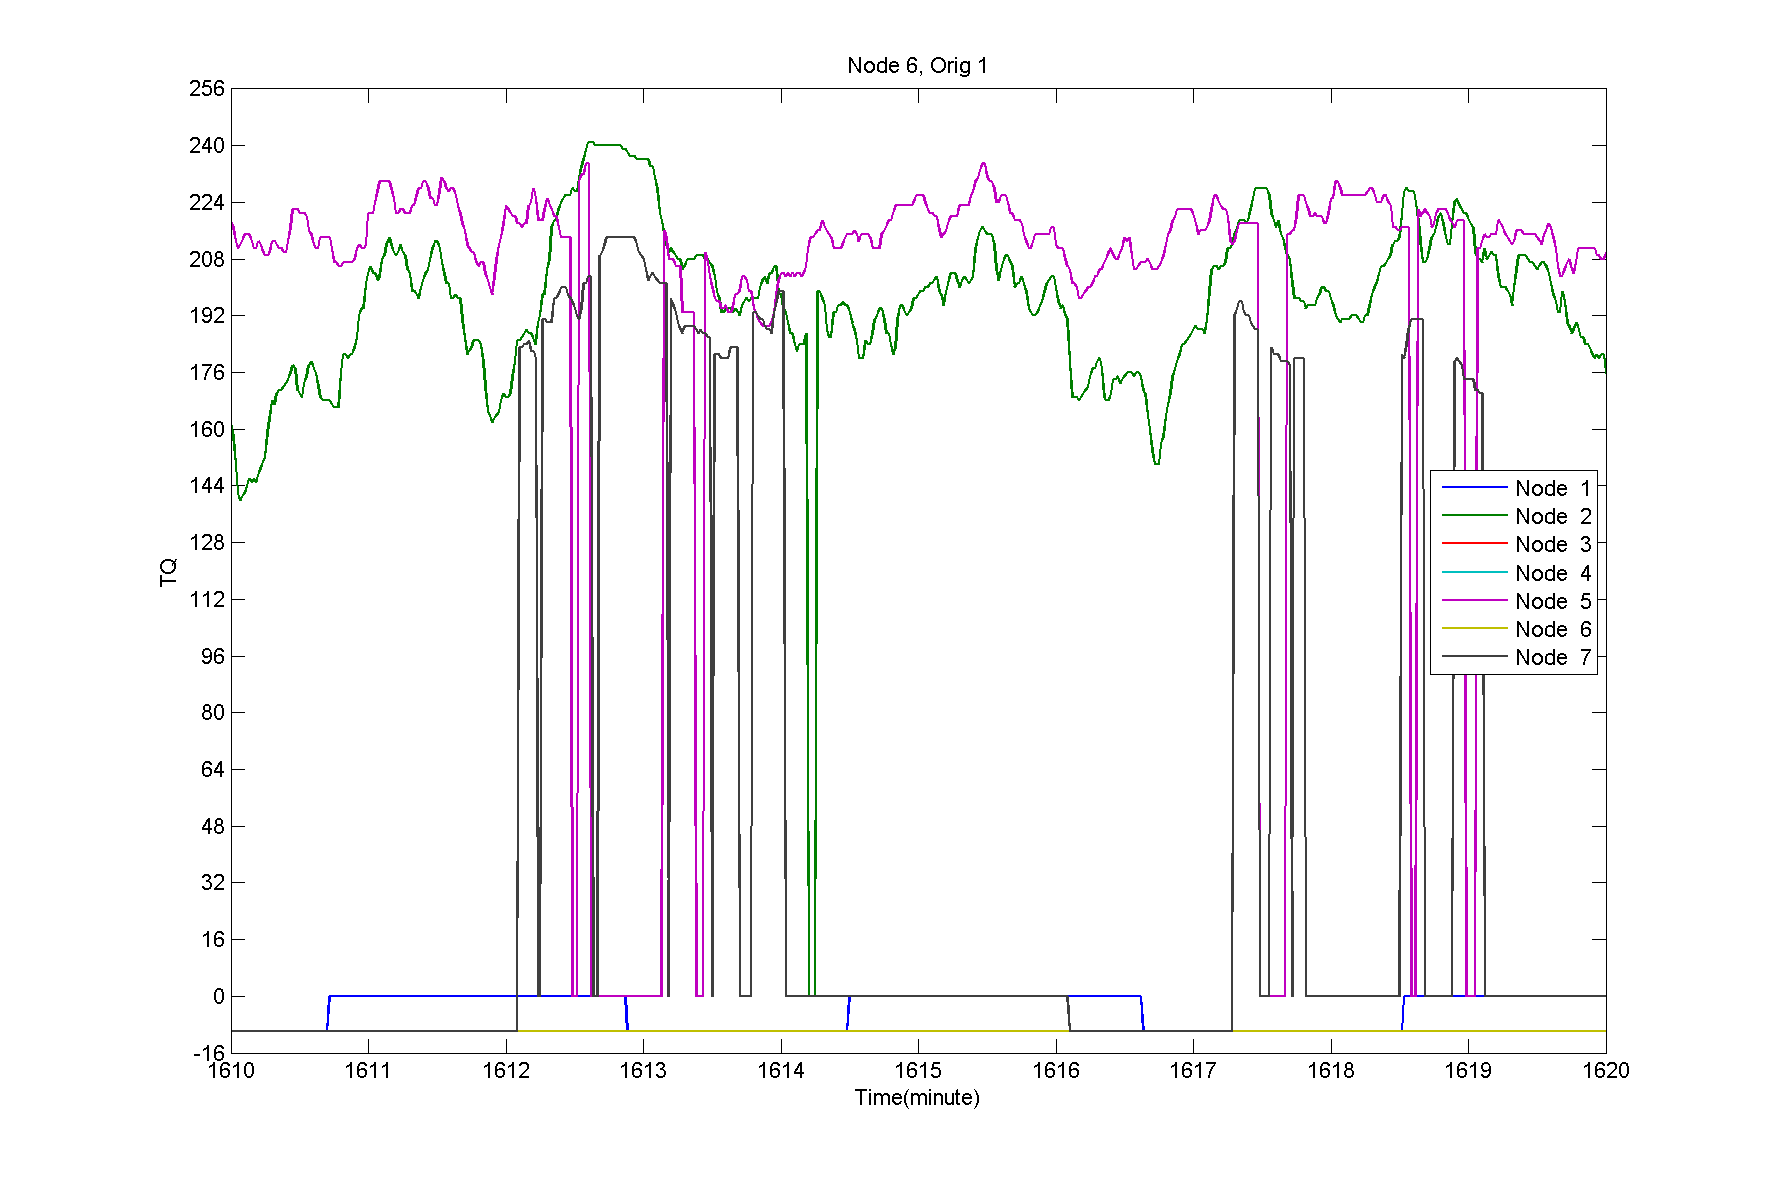 Node 6, Orig 1
256
240
224
208
192
176
160
144
128
112
96
80
64
48
32
16
0
-16
TQ
Node 1
Node 2
Node 3
Node 4
Node 5
Node 6
Node 7
1610 1611 1612 1613 1614 1615 1616 1617 1618 1619 1620
Time(minute)